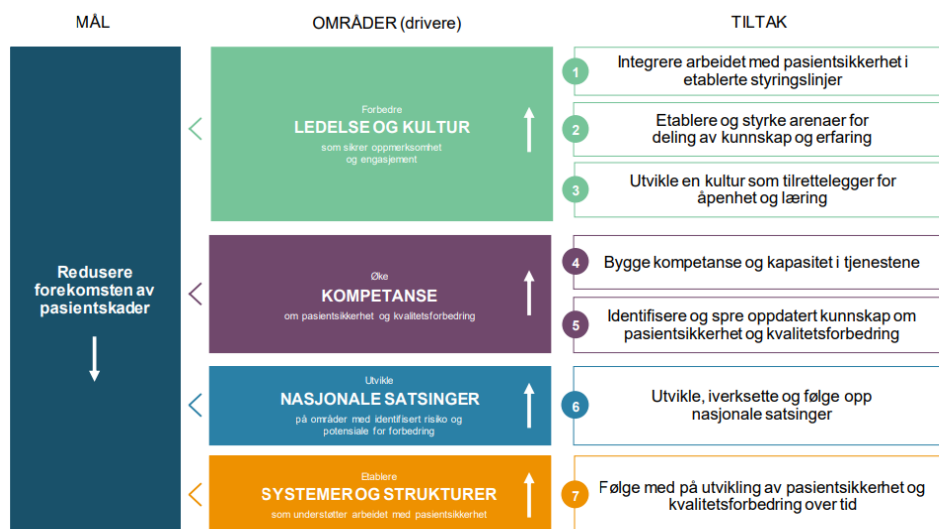 MÅL
OMRÅDER (drivere)
TILTAK
Redusere
forekomsten av
pasientskader
Forbedre
LEDELSE OG KULTUR
som sikrer oppmerksomhet
og engasjement
1
Integrere arbeidet med pasientsikkerhet i
etablerte styringslinjer
2
Etablere og styrke arenaer for
deling av kunnskap og erfaring
3
Utvikle en kultur som tilrettelegger for
åpenhet og læring
Øke
KOMPETANSE
om pasientsikkerhet og kvalitetsforbedring
4
Bygge kompetanse og kapasitet i tjenestene
5
Identifisere og spre oppdatert kunnskap om
pasientsikkerhet og kvalitetsforbedring
Utvikle
NASJONALE SATSINGER
på områder med identifisert risiko og
potensiale for forbedring
6
Utvikle, iverksette og følge opp
nasjonale satsinger
Etablere
SYSTEMER OG STRUKTURER
som understøtter arbeidet med pasientsikkerhet
7
Følge med på utvikling av pasientsikkerhet og
kvalitetsforbedring over tid